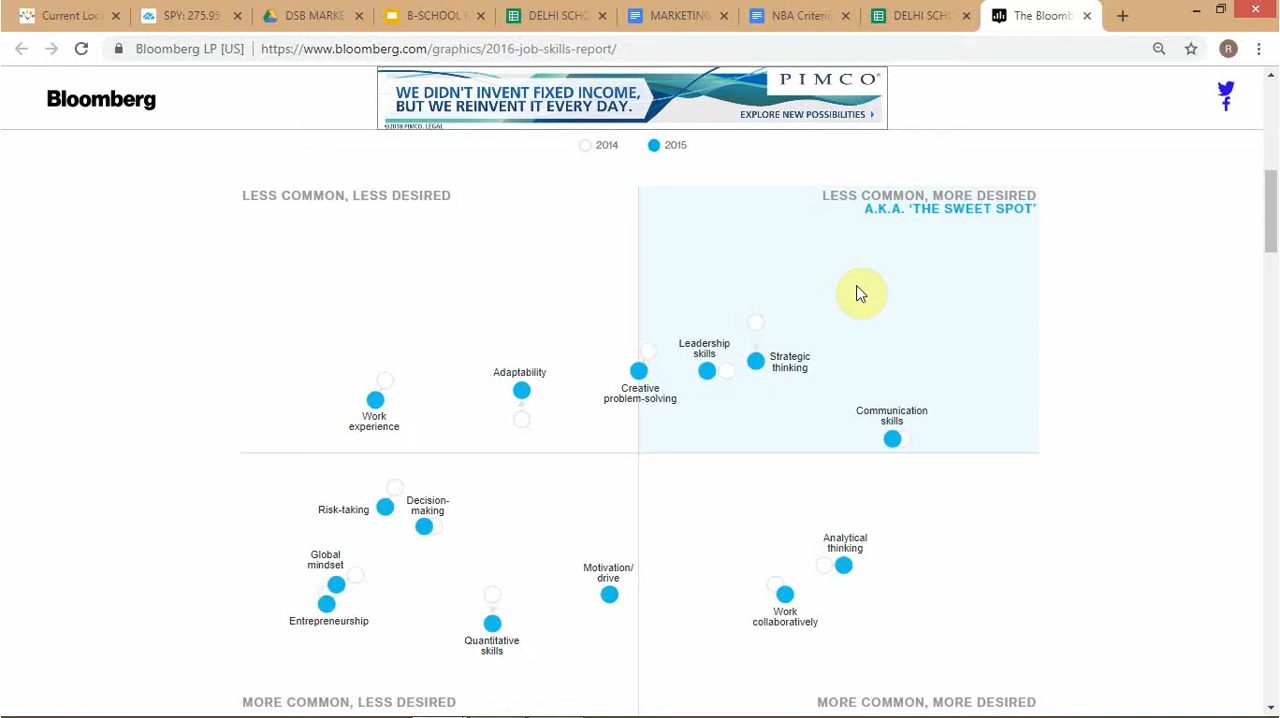 Current Loc
SPY: 275.95
DSB MARKE
B-SCHOOL
DELHI SCHO
MARKETING
NBA Criteri
DELHI SCHO
The Bloomb
Bloomberg LP [US]
https://www.bloomberg.com/graphics/2016-job-skills-report/
R
Bloomberg
WE DIDN'T INVENT FIXED INCOME,
BUT WE REINVENT IT EVERY DAY.
©2018 PIMCO. LEGAL
PIMCO
EXPLORE NEW POSSIBILITIES
2014
2015
LESS COMMON, LESS DESIRED
LESS COMMON, MORE DESIRED
A.K.A. 'THE SWEET SPOT'
Leadership
skills
Strategic
thinking
Adaptability
Creative
problem-solving
Work
experience
Communication
skills
Risk-taking
Decision-
making
Analytical
thinking
Global
mindset
Motivation/
drive
Entrepreneurship
Work
collaboratively
Quantitative
skills
MORE COMMON, LESS DESIRED
MORE COMMON, MORE DESIRED